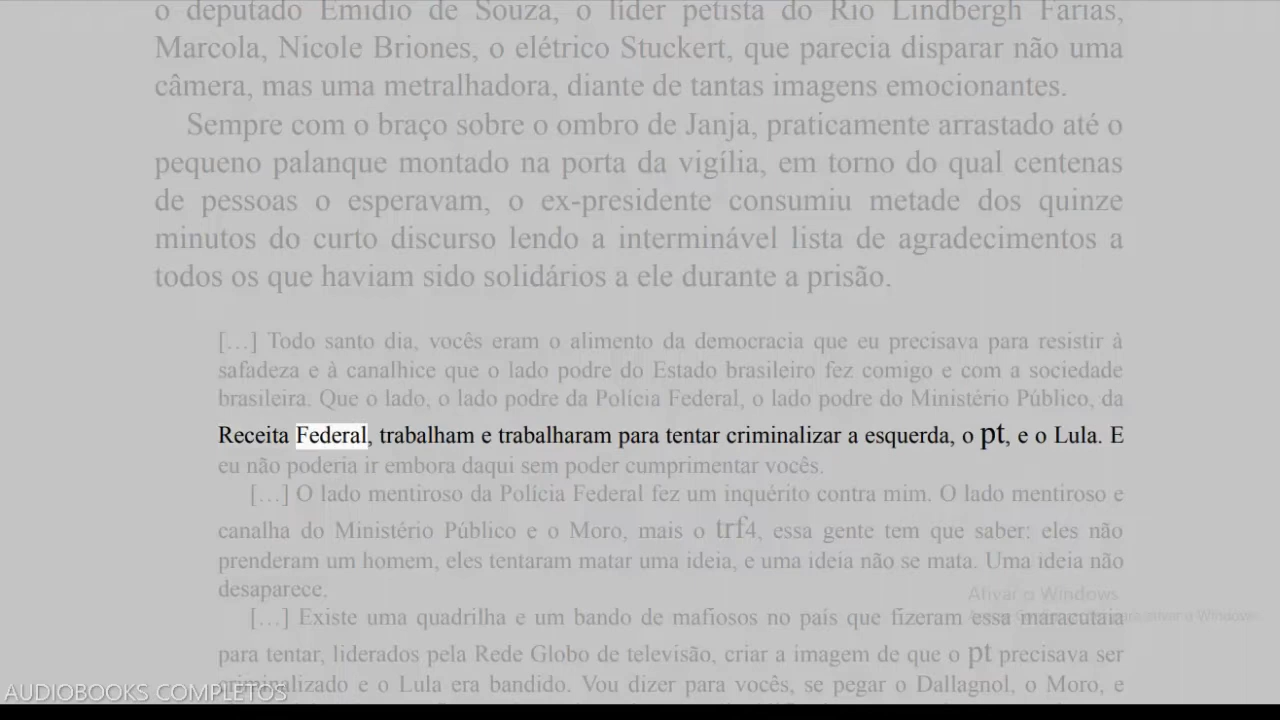 o deputado Emídio de Souza, o líder petista do Rio Lindbergh Farias,
Marcola, Nicole Briones, o elétrico Stuckert, que parecia disparar não uma
câmera, mas uma metralhadora, diante de tantas imagens emocionantes.
Sempre com o braço sobre o ombro de Janja, praticamente arrastado até o
pequeno palanque montado na porta da vigília, em torno do qual centenas
de pessoas o esperavam, o ex-presidente consumiu metade dos quinze
minutos do curto discurso lendo a interminável lista de agradecimentos a
todos os que haviam sido solidários a ele durante a prisão.
[…] Todo santo dia, vocês eram o alimento da democracia que eu precisava para resistir à
safadeza e à canalhice que o lado podre do Estado brasileiro fez comigo e com a sociedade
brasileira. Que o lado, o lado podre da Polícia Federal, o lado podre do Ministério Público, da
Receita Federal, trabalham e trabalharam para tentar criminalizar a esquerda, o pt, e o Lula. E
eu não poderia ir embora daqui sem poder cumprimentar vocês.
[…] O lado mentiroso da Polícia Federal fez um inquérito contra mim. O lado mentiroso e
canalha do Ministério Público e o Moro, mais o trf4, essa gente tem que saber: eles não
prenderam um homem, eles tentaram matar uma ideia, e uma ideia não se mata. Uma ideia não
desaparece.
Ativar o Windows
[…] Existe uma quadrilha e um bando de mafiosos no país que fizeram essa maracutaia
para tentar, liderados pela Rede Globo de televisão, criar a imagem de que o pt precisava ser
criminalizado e o Lula era bandido. Vou dizer para vocês, se pegar o Dallagnol, o Moro, e
AUDIOBOOKS COMPLETOS